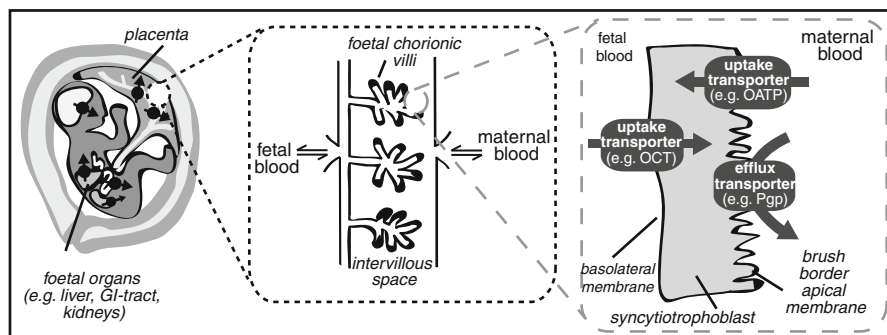 placenta
foetal organs
(e.g. liver, GI-tract,
kidneys)
foetal chorionic
villi
fetal
blood
maternal
blood
intervillous
space
fetal
blood
maternal
blood
uptake
transporter
(e.g. OATP)
uptake
transporter
(e.g. OCT)
efflux
transporter
(e.g. Pgp)
basolateral
membrane
syncytiotrophoblast
brush
border
apical
membrane